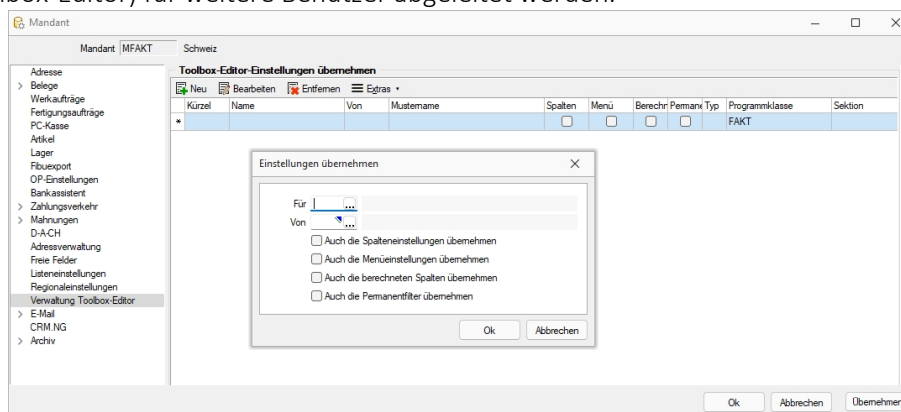 box-Editor) für weitere Benutzer abgeleitet werden.
Mandant
Mandant MFAKT Schweiz
Adresse
Belege
Werkaufträge
Fertigungsaufträge
PC-Kasse
Artikel
Lager
Fibuexport
OP-Einstellungen
Bankassistent
Zahlungsverkehr
Mahnungen
D-A-CH
Adressverwaltung
Freie Felder
Listeneinstellungen
Regionaleinstellungen
Verwaltung Toolbox-Editor
E-Mail
CRM.NG
Archiv
Toolbox-Editor-Einstellungen übernehmen
Neu Bearbeiten Entfernen Extras
Kürzel Name Von Mustername Spalten Menü Berechn Permane Typ Programmklasse Sektion
* FAKT
Einstellungen übernehmen
Für ...
Von ...
Auch die Spalteneinstellungen übernehmen
Auch die Menüeinstellungen übernehmen
Auch die berechneten Spalten übernehmen
Auch die Permanentfilter übernehmen
Ok Abbrechen
Ok Abbrechen Übernehmen